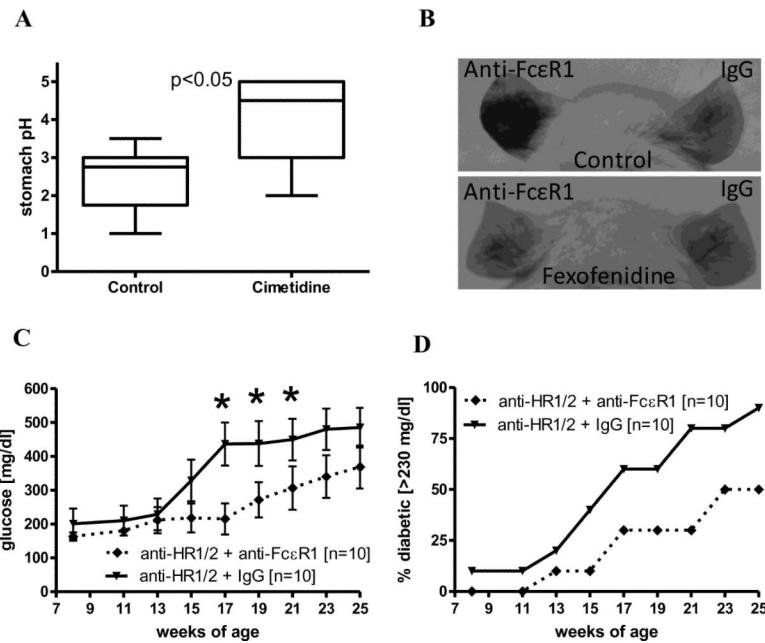 A
stomach pH
5
4
3
2
1
0
p<0.05
Control
Cimetidine
B
Anti-FcεR1
IgG
Control
Anti-FcεR1
IgG
Fexofenidine
C
glucose [mg/dl]
600
500
400
300
200
100
0
* * *
anti-HR1/2 + anti-FcεR1 [n=10]
anti-HR1/2 + IgG [n=10]
7 9 11 13 15 17 19 21 23 25
weeks of age
D
% diabetic [>230 mg/dl]
100
75
50
25
0
anti-HR1/2 + anti-FcεR1 [n=10]
anti-HR1/2 + IgG [n=10]
7 9 11 13 15 17 19 21 23 25
weeks of age